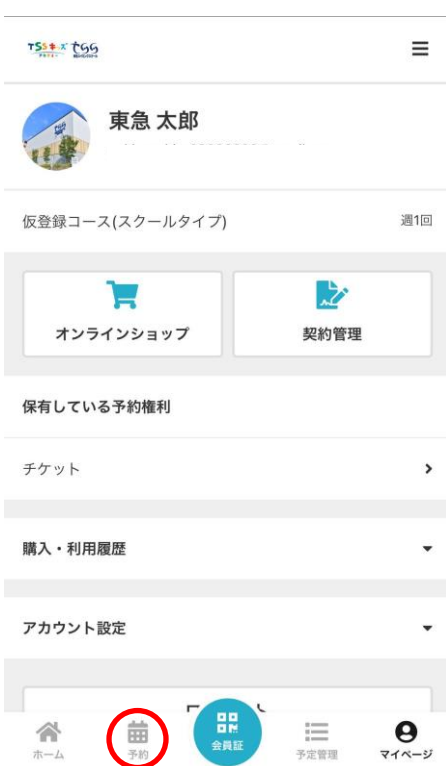 東急 太郎
仮登録コース(スクールタイプ) 週1回
オンラインショップ 契約管理
保有している予約権利
チケット
購入・利用履歴
アカウント設定
ホーム 予約 会員証 予定管理 マイページ